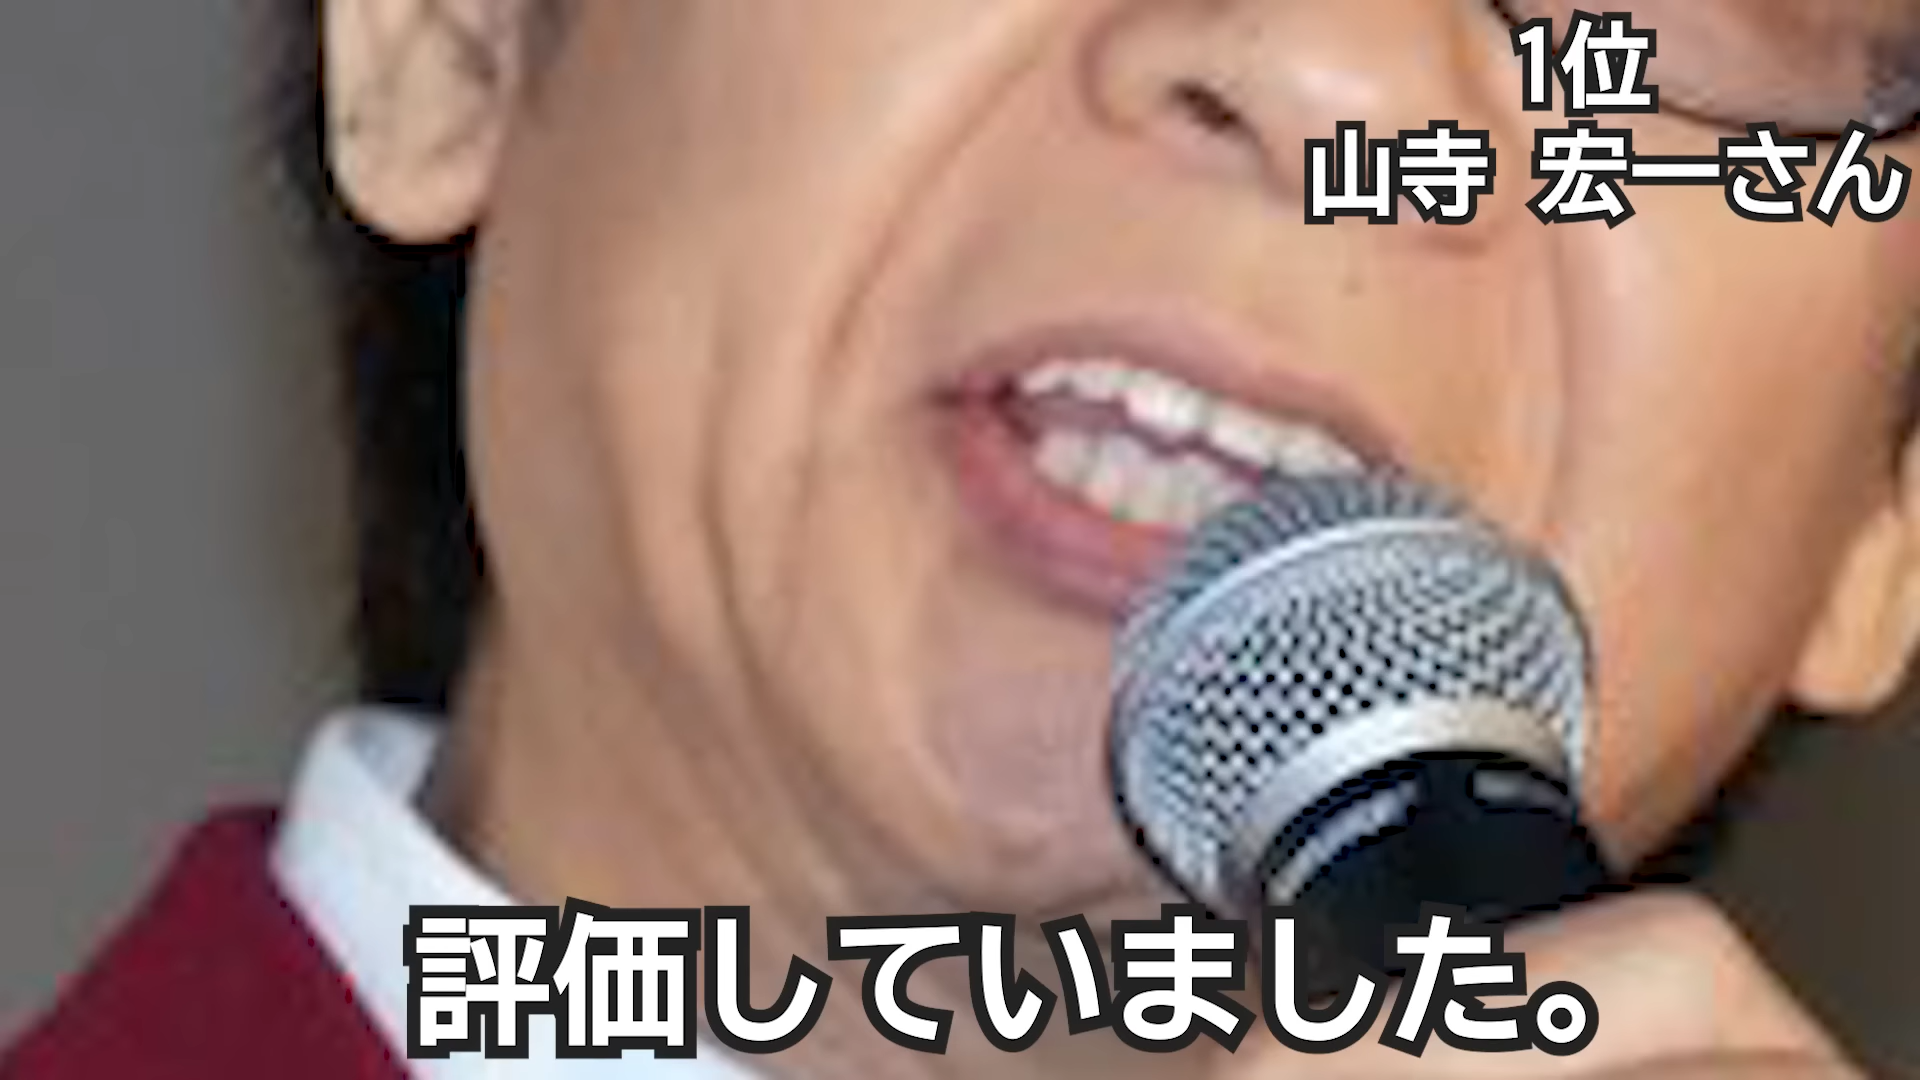 1位
山寺 宏一さん
評価していました。